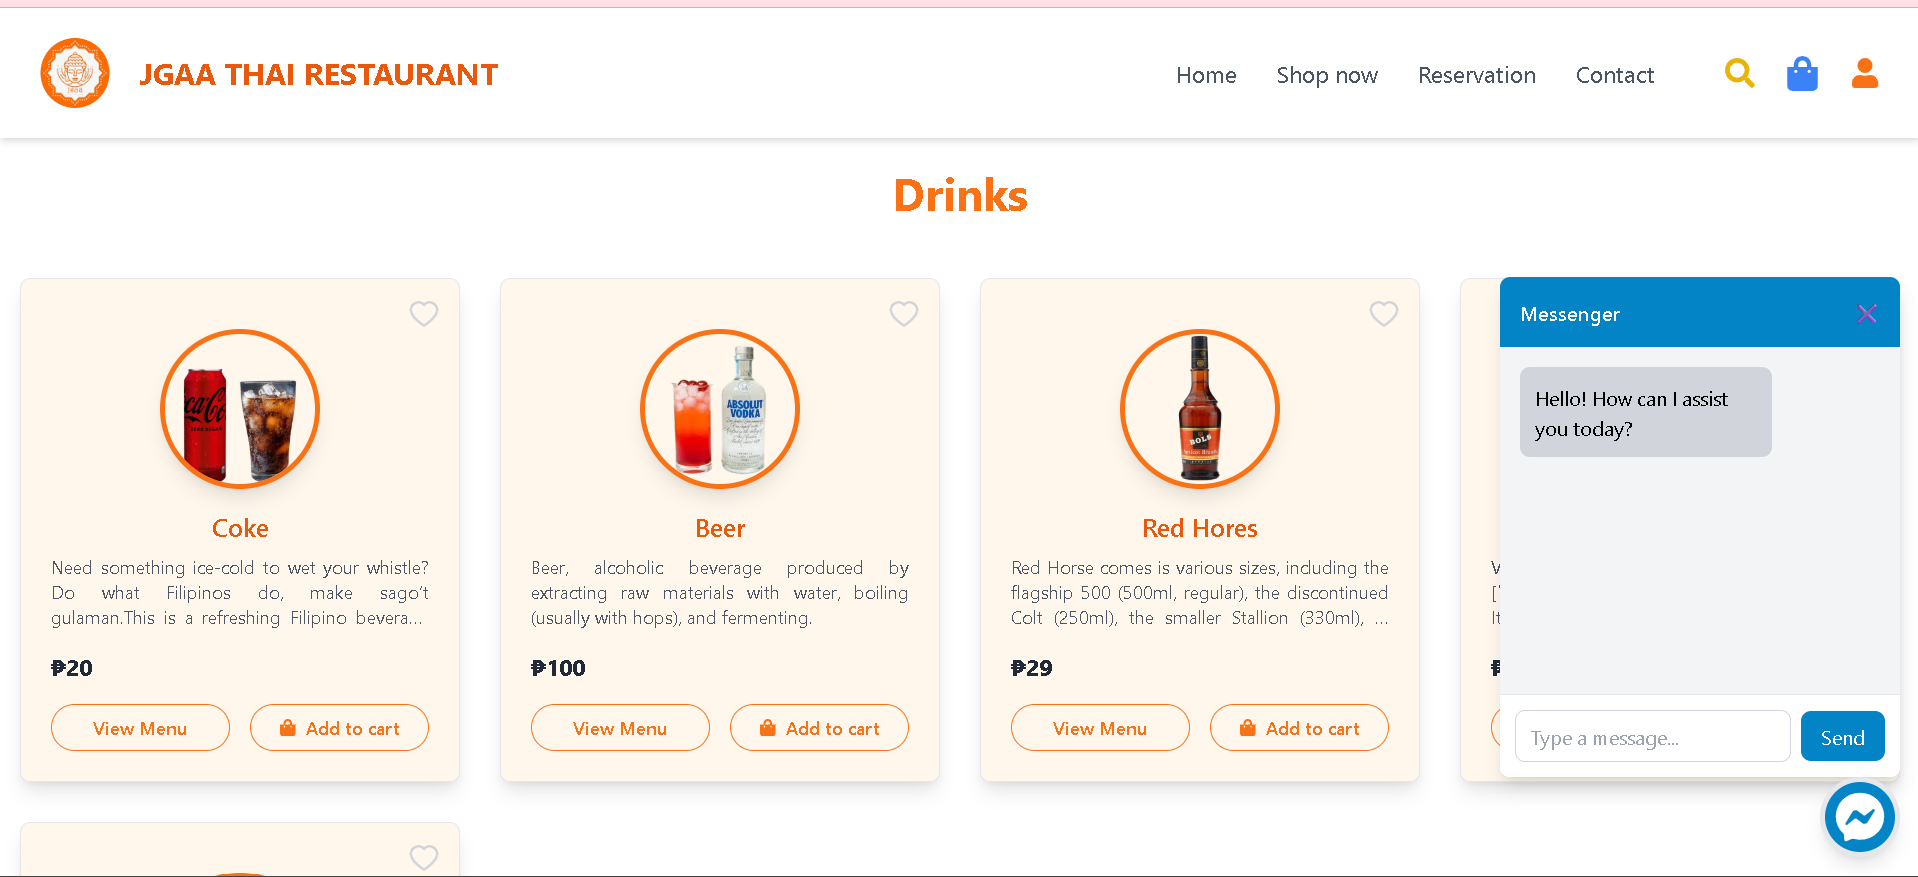 JGAA THAI RESTAURANT
Home
Shop now
Reservation
Contact
Drinks
Coke
Need something ice-cold to wet your whistle?
Do what Filipinos do, make sago't
gulaman.This is a refreshing Filipino bevera...
₱20
View Menu
Add to cart
ABSOLUT
VODKA
Beer
Beer, alcoholic beverage produced by
extracting raw materials with water, boiling
(usually with hops), and fermenting.
₱100
View Menu
Add to cart
BOLS
Red Hores
Red Horse comes is various sizes, including the
flagship 500 (500ml, regular), the discontinued
Colt (250ml), the smaller Stallion (330ml), ...
₱29
View Menu
Add to cart
Messenger
Hello! How can I assist
you today?
Type a message...
Send